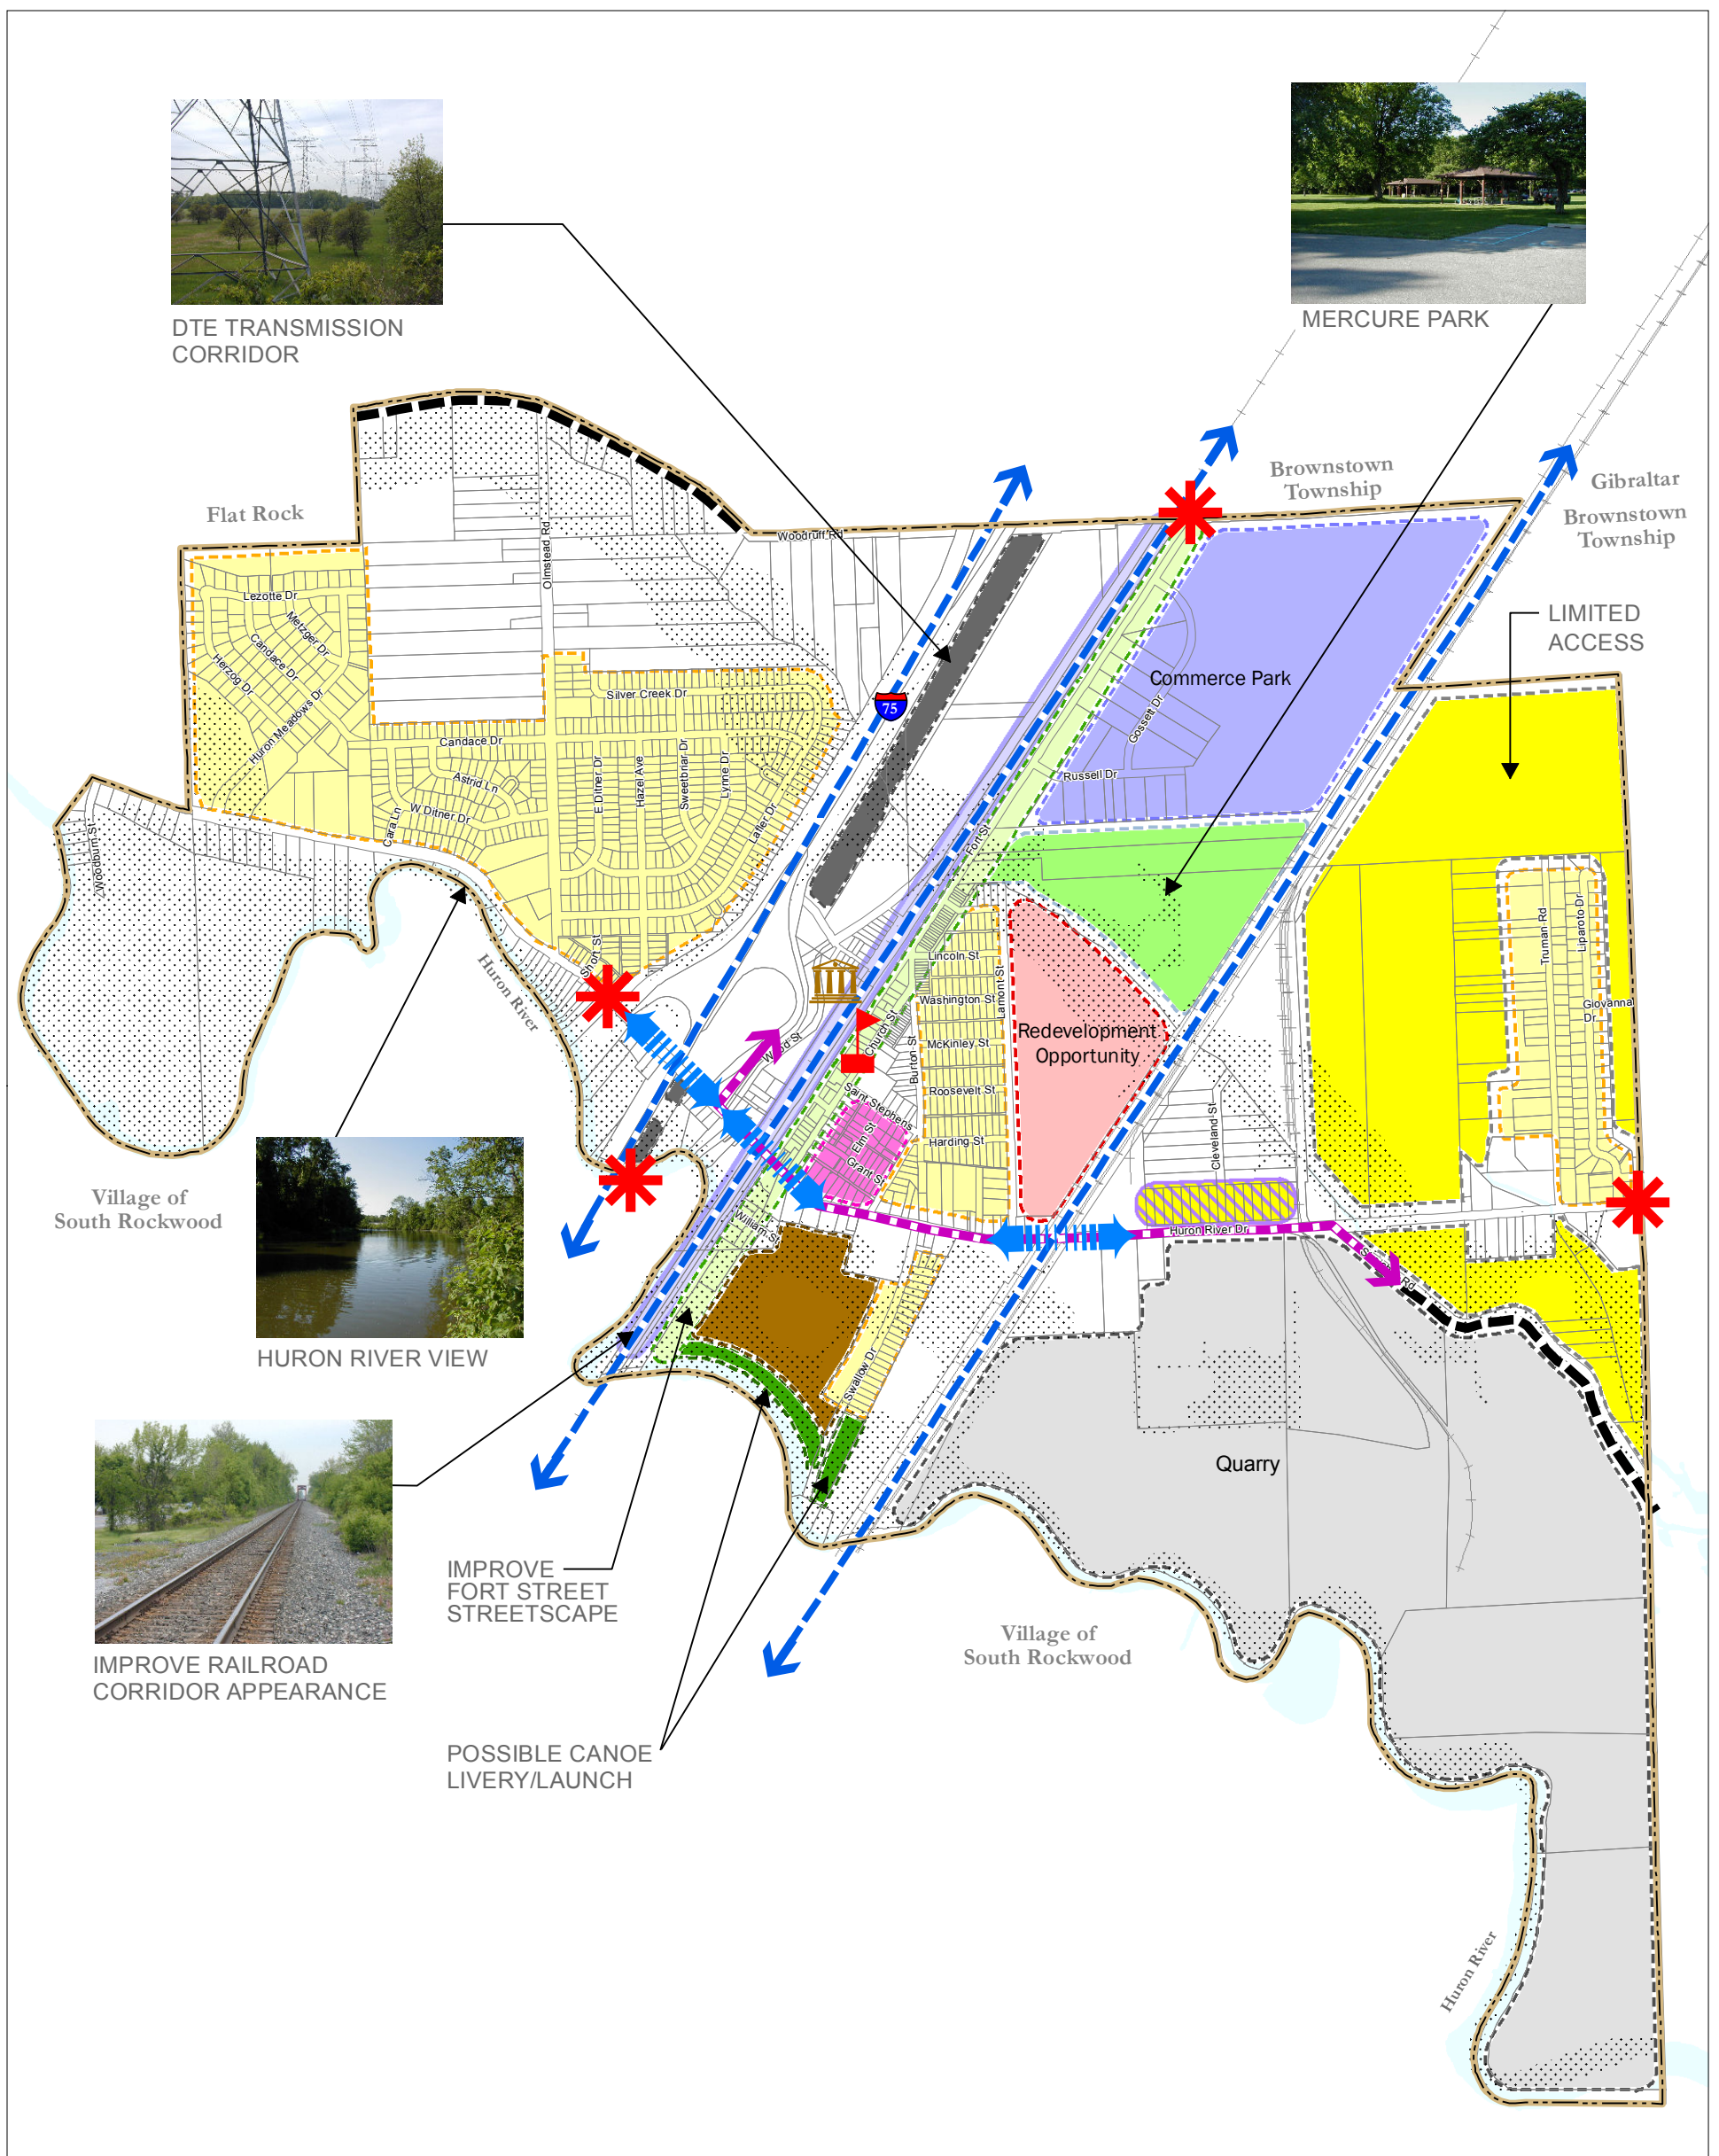 DTE TRANSMISSION
CORRIDOR
MERCURE PARK
Brownstown
Township
Gibraltar
Brownstown
Township
Flat Rock
Woodruff Rd
Olmstead Rd
LIMITED
ACCESS
Lezotte Dr
Metzger Dr
Candace Dr
Herzog Dr
Huron Meadows Dr
Silver Creek Dr
75
Commerce Park
Gossett Dr
Russell Dr
Candace Dr
Astrid Ln
W Ditner Dr
Cara Ln
E Ditner Dr
Hazel Ave
Sweetbriar Dr
Lynne Dr
Lafler Dr
Woodburn St
Fort St
Truman Rd
Liparoto Dr
Giovanna
Dr
Short St
Huron River
Lincoln St
Washington St
Lamont St
McKinley St
Burton St
Roosevelt St
Harding St
Church St
Wood St
Saint Stephens
Elm St
Grant St
Redevelopment
Opportunity
Cleveland St
Huron River Dr
Village of
South Rockwood
William St
HURON RIVER VIEW
Swallow Dr
Quarry
IMPROVE RAILROAD
CORRIDOR APPEARANCE
IMPROVE
FORT STREET
STREETSCAPE
Village of
South Rockwood
POSSIBLE CANOE
LIVERY/LAUNCH
Huron River